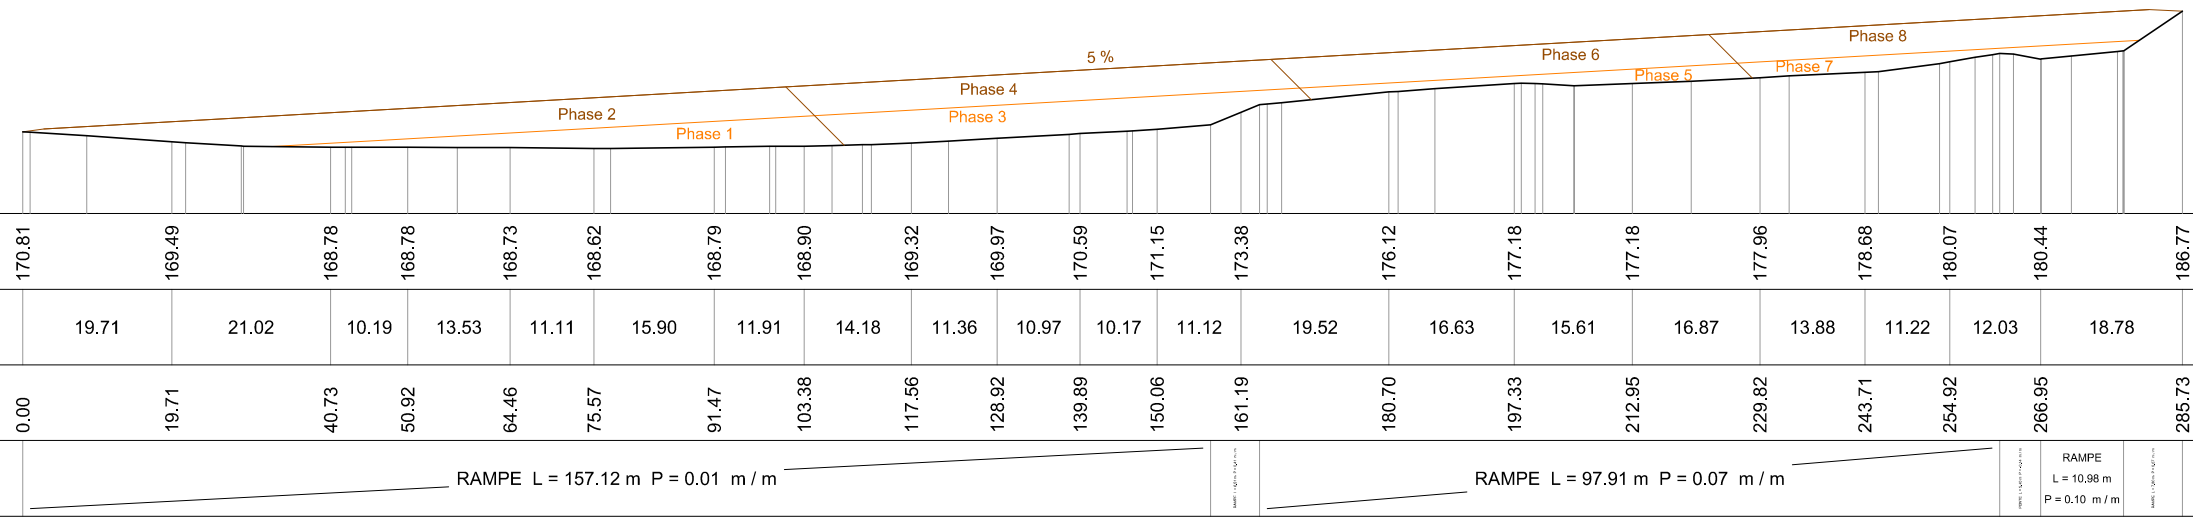 5 %
Phase 8
Phase 6
Phase 7
Phase 5
Phase 4
Phase 2
Phase 3
Phase 1
170.81 169.49 168.78 168.78 168.73 168.62 168.79 168.90 169.32 169.97 170.59 171.15 173.38 176.12 177.18 177.18 177.96 178.68 180.07 180.44 186.77
19.71 21.02 10.19 13.53 11.11 15.90 11.91 14.18 11.36 10.97 10.17 11.12 19.52 16.63 15.61 16.87 13.88 11.22 12.03 18.78
0.00 19.71 40.73 50.92 64.46 75.57 91.47 103.38 117.56 128.92 139.89 150.06 161.19 180.70 197.33 212.95 229.82 243.71 254.92 266.95 285.73
RAMPE L = 157.12 m P = 0.01 m / m
RAMPE L = 97.91 m P = 0.07 m / m
RAMPE
L = 10.98 m
P = 0.10 m / m